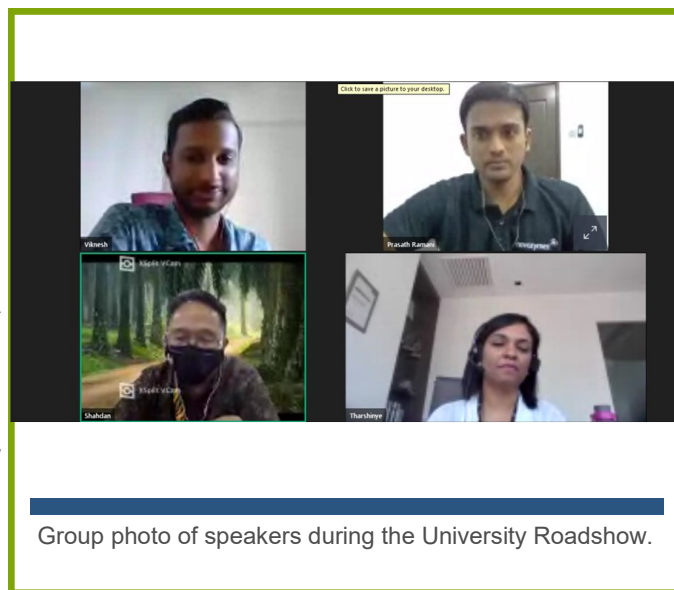 Click to save a picture to your desktop.
Viknesh
Prasath Ramani
novozymes
XSplit VCam
XSplit VCam
Shahdan
Tharshinye
Group photo of speakers during the University Roadshow.